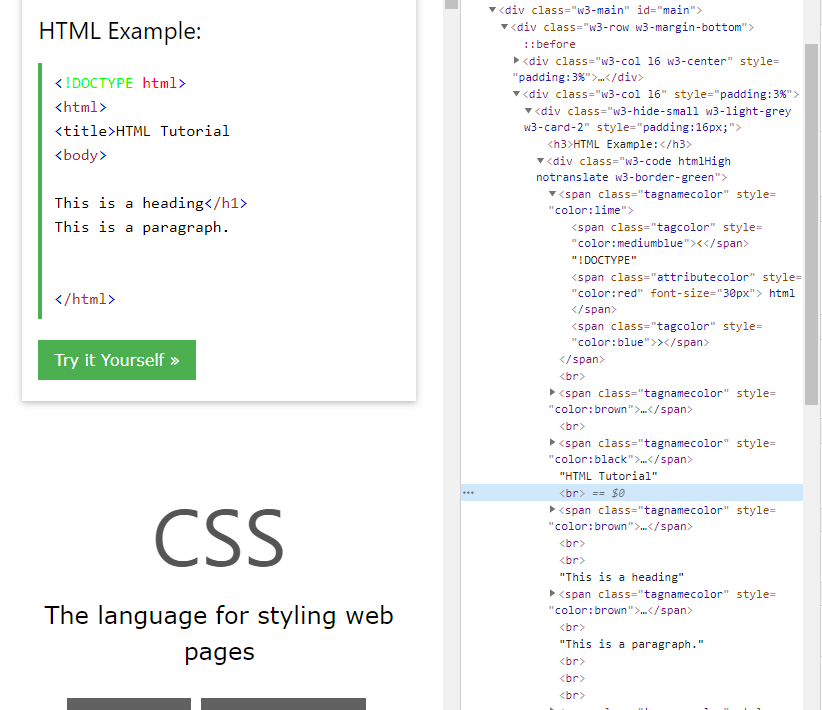 HTML Example:
<!DOCTYPE html>
<html>
<title>HTML Tutorial
<body>
This is a heading</h1>
This is a paragraph.
</html>
Try it Yourself »
CSS
The language for styling web
pages
▼<div class="w3-main" id="main">
▼<div class="w3-row w3-margin-bottom">
::before
▶<div class="w3-col l6 w3-center" style=
"padding:3%">…</div>
▼<div class="w3-col l6" style="padding:3%">
▼<div class="w3-hide-small w3-light-grey
w3-card-2" style="padding:16px;">
<h3>HTML Example:</h3>
▼<div class="w3-code htmlHigh
notranslate w3-border-green">
▼<span class="tagnamecolor" style=
"color:lime">
<span class="tagcolor" style=
"color:mediumblue"><</span>
"!DOCTYPE"
<span class="attributecolor" style=
"color:red" font-size="30px"> html
</span>
<span class="tagcolor" style=
"color:blue">></span>
</span>
<br>
▶<span class="tagnamecolor" style=
"color:brown">…</span>
<br>
▶<span class="tagnamecolor" style=
"color:black">…</span>
"HTML Tutorial"
… <br> == $0
▶<span class="tagnamecolor" style=
"color:brown">…</span>
<br>
<br>
"This is a heading"
▶<span class="tagnamecolor" style=
"color:brown">…</span>
<br>
"This is a paragraph."
<br>
<br>
<br>